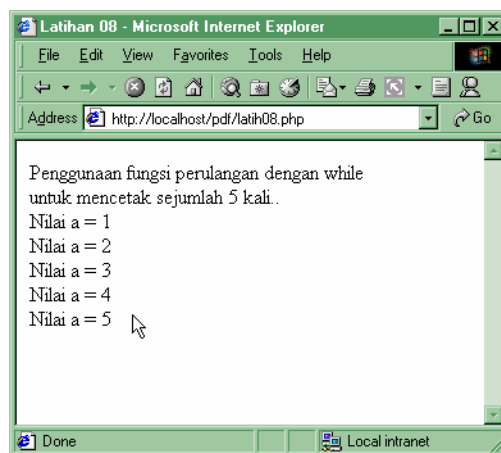 Latihan 08 - Microsoft Internet Explorer
File Edit View Favorites Tools Help
Address http://localhost/pdf/latih08.php Go
Penggunaan fungsi perulangan dengan while
untuk mencetak sejumlah 5 kali..
Nilai a = 1
Nilai a = 2
Nilai a = 3
Nilai a = 4
Nilai a = 5
Done Local intranet